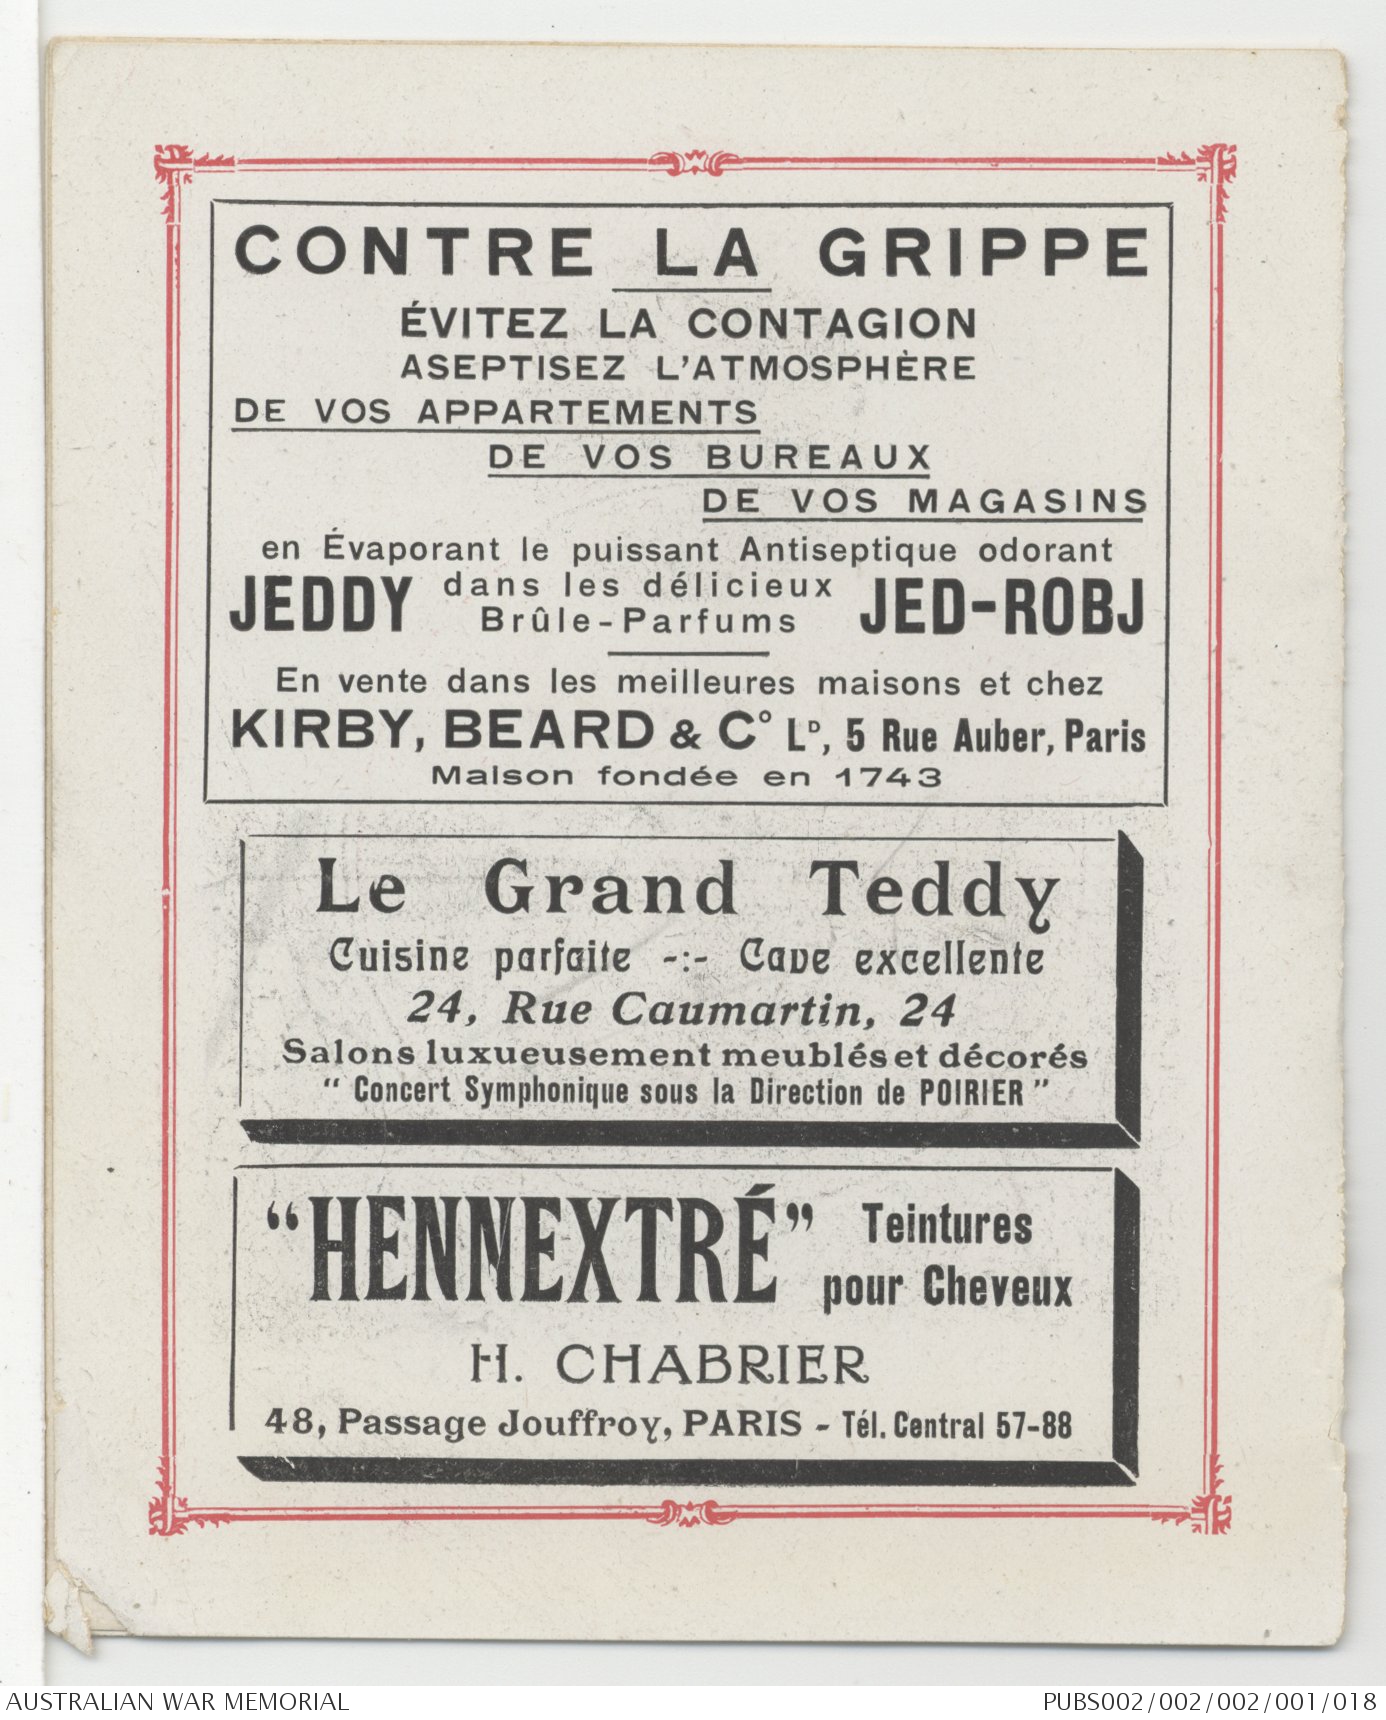 CONTRE LA GRIPPE
ÉVITEZ LA CONTAGION
ASEPTISEZ L'ATMOSPHÈRE
DE VOS APPARTEMENTS
DE VOS BUREAUX
DE VOS MAGASINS
en Évaporant le puissant Antiseptique odorant
JEDDY dans les délicieux Brûle-Parfums JED-ROBJ
En vente dans les meilleures maisons et chez
KIRBY, BEARD & Cº Lᴰ, 5 Rue Auber, Paris
Maison fondée en 1743
Le Grand Teddy
Cuisine parfaite -:- Cave excellente
24, Rue Caumartin, 24
Salons luxueusement meublés et décorés
" Concert Symphonique sous la Direction de POIRIER "
"HENNEXTRÉ" Teintures
pour Cheveux
H. CHABRIER
48, Passage Jouffroy, PARIS - Tél. Central 57-88
AUSTRALIAN WAR MEMORIAL
PUBS002/002/002/001/018